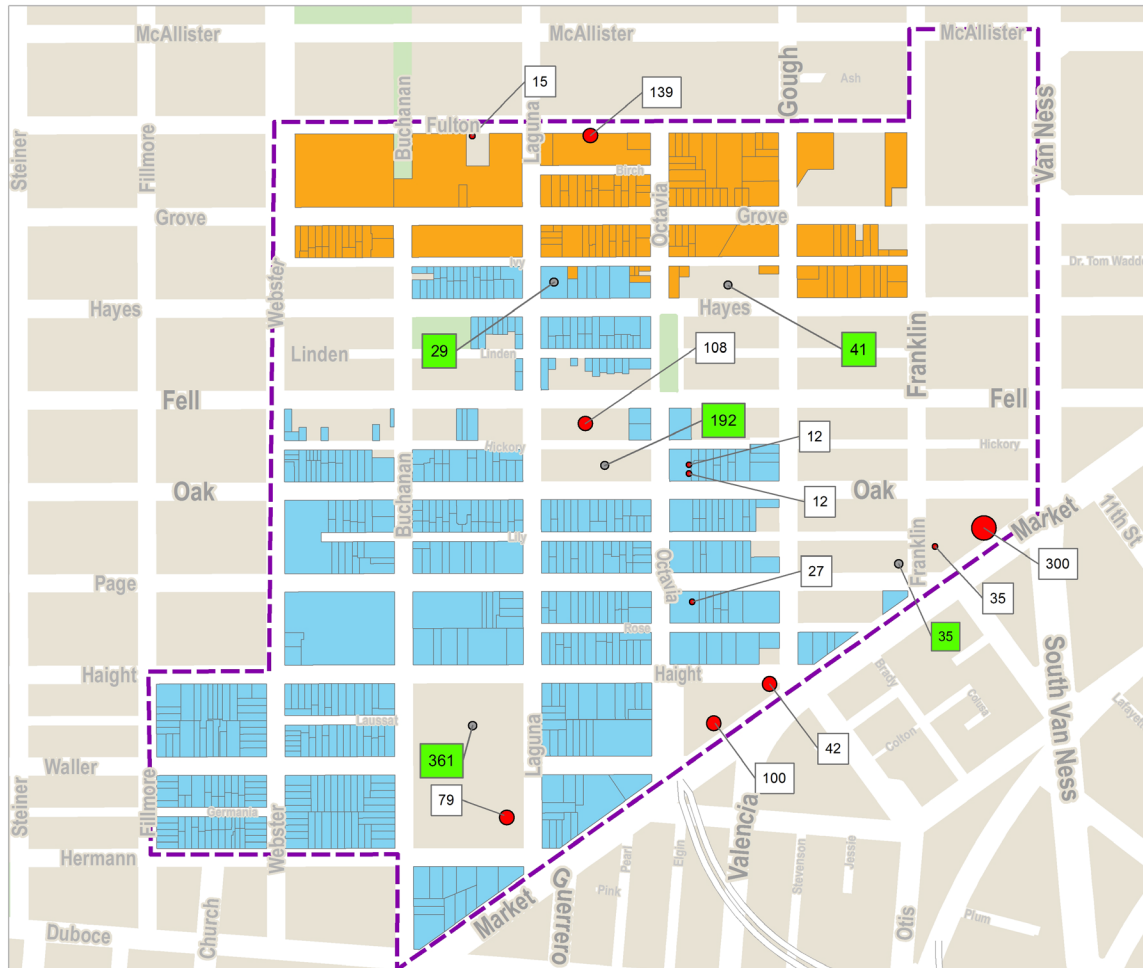 McAllister
McAllister
McAllister
Ash
Gough
15
139
Steiner
Fillmore
Buchanan
Fulton
Laguna
Van Ness
Birch
Grove
Octavia
Grove
Ivy
Dr. Tom Wadde
Webster
Hayes
Hayes
Linden
29
Linden
108
41
Franklin
Fell
Fell
192
Hickory
12
Hickory
Oak
Buchanan
12
Oak
Market
11th St
Lily
Page
Octavia
27
Franklin
300
35
Rose
35
Haight
Haight
Brady
South Van Ness
Colusa
Lafayett
Laussat
Laguna
Colton
42
Waller
361
100
Steiner
Fillmore
Webster
79
Valencia
Germania
Hermann
Pearl
Elgin
Stevenson
Jessie
Guerrero
Pink
Otis
Plum
Market
Church
Duboce